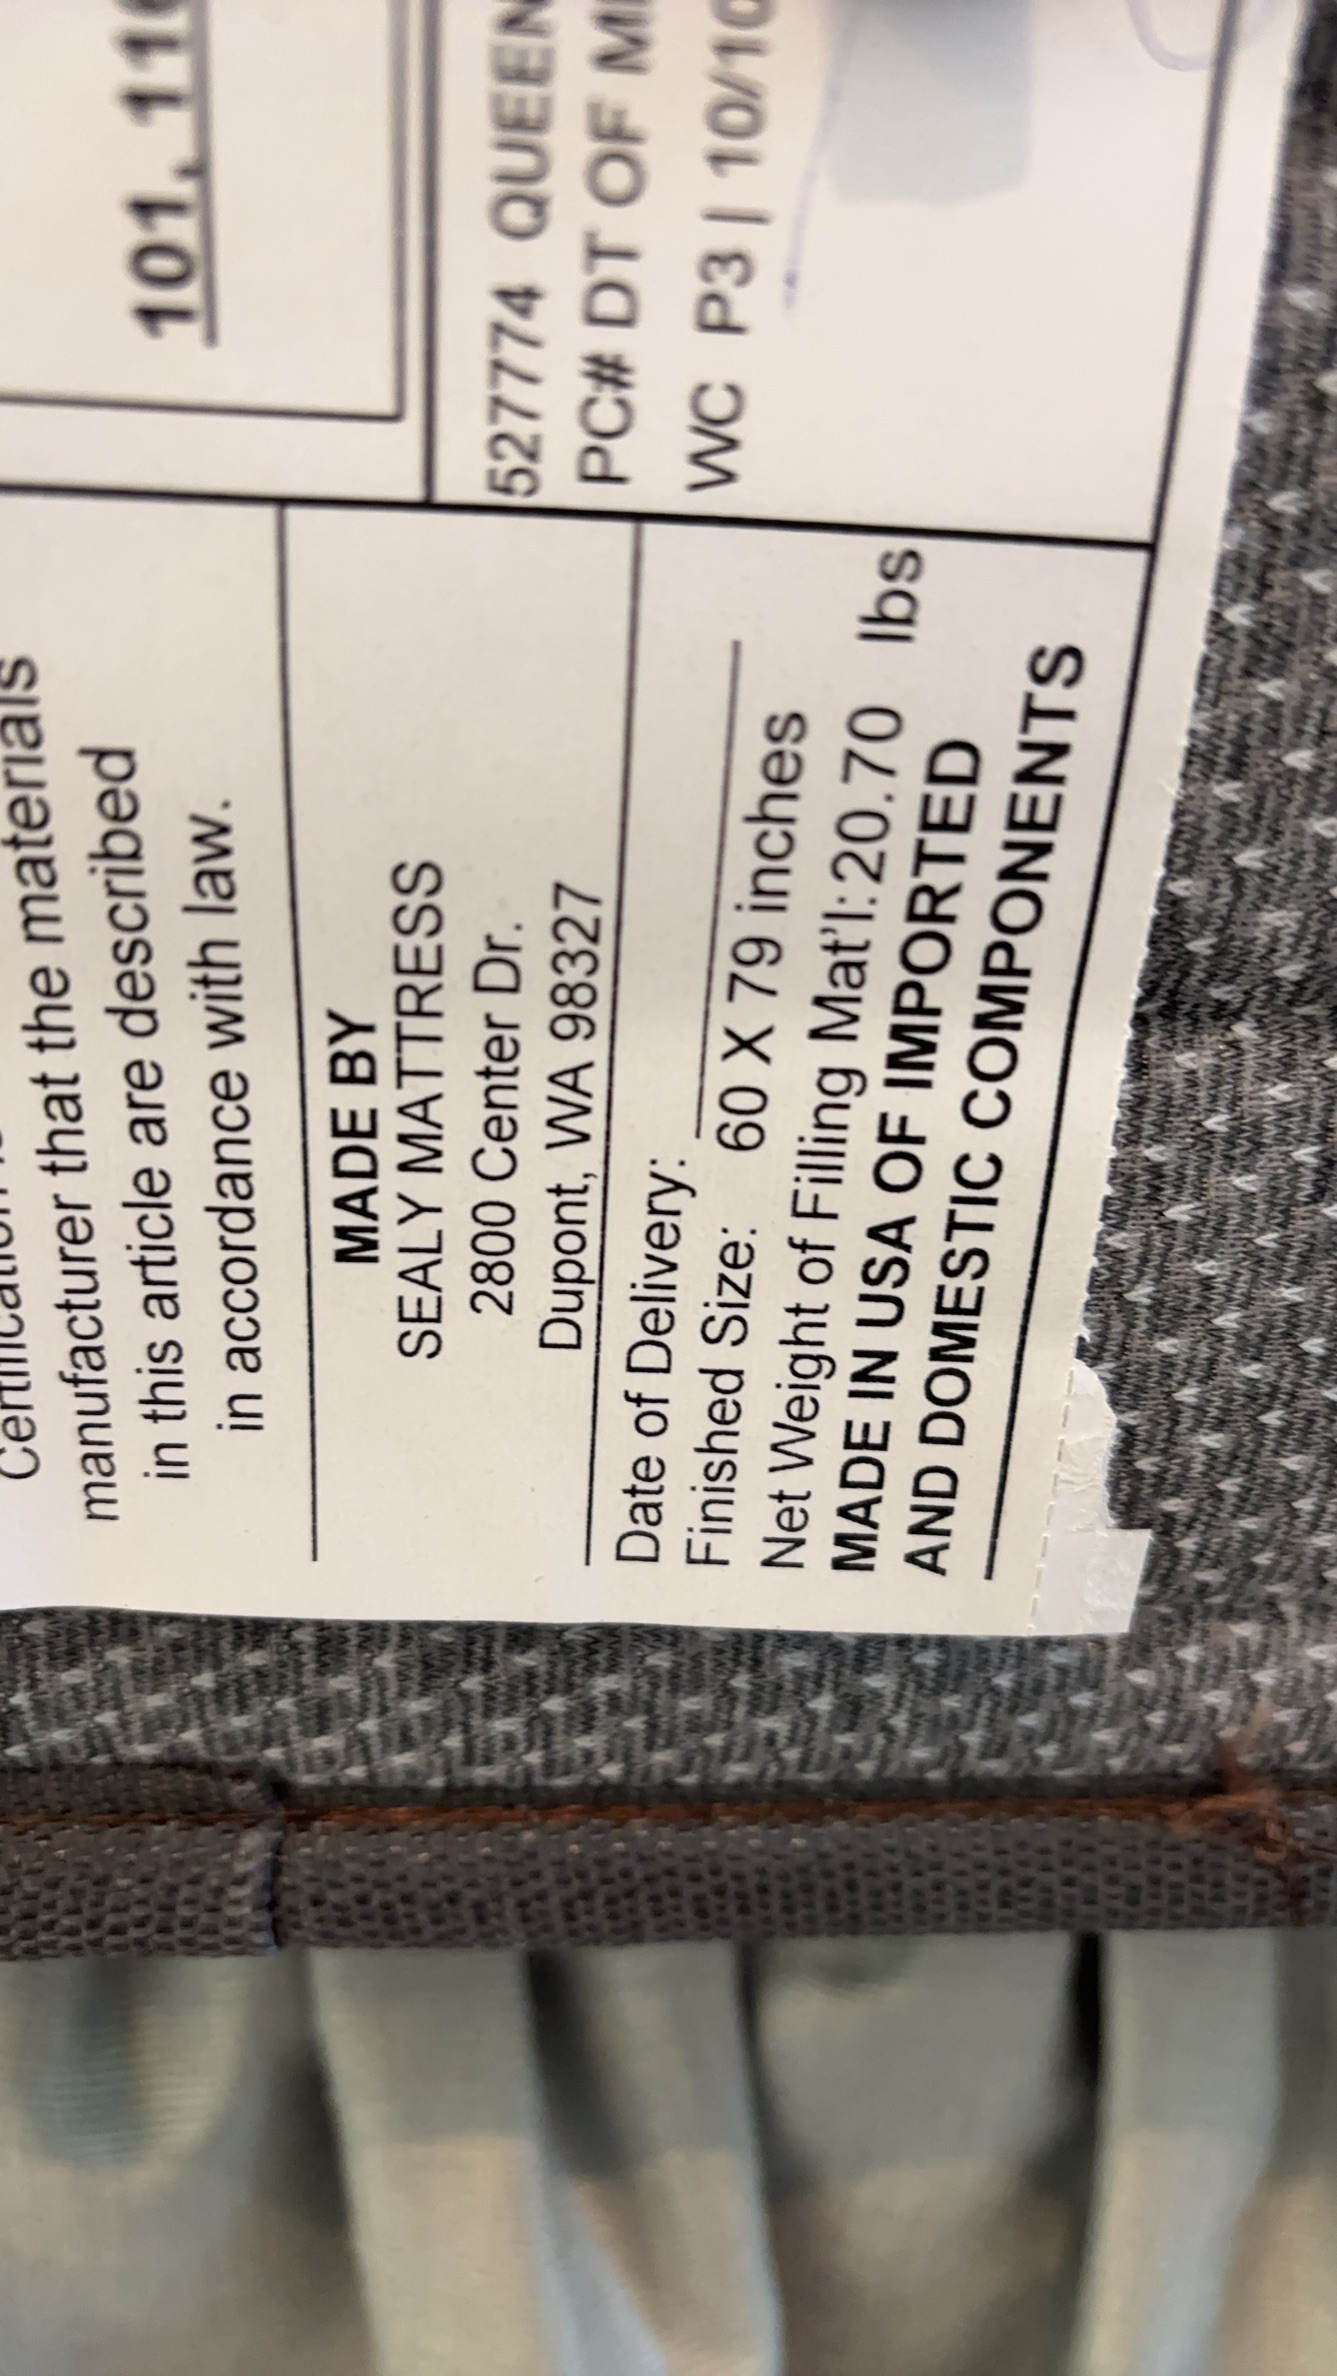 manufacturer that the materials
in this article are described
in accordance with law.
MADE BY
SEALY MATTRESS
2800 Center Dr.
Dupont, WA 98327
Date of Delivery:
Finished Size: 60 X 79 inches
Net Weight of Filling Mat'l: 20.70 lbs
MADE IN USA OF IMPORTED
AND DOMESTIC COMPONENTS
101, 116
527774 QUEEN
PC# DT OF
WC P3 | 10/10